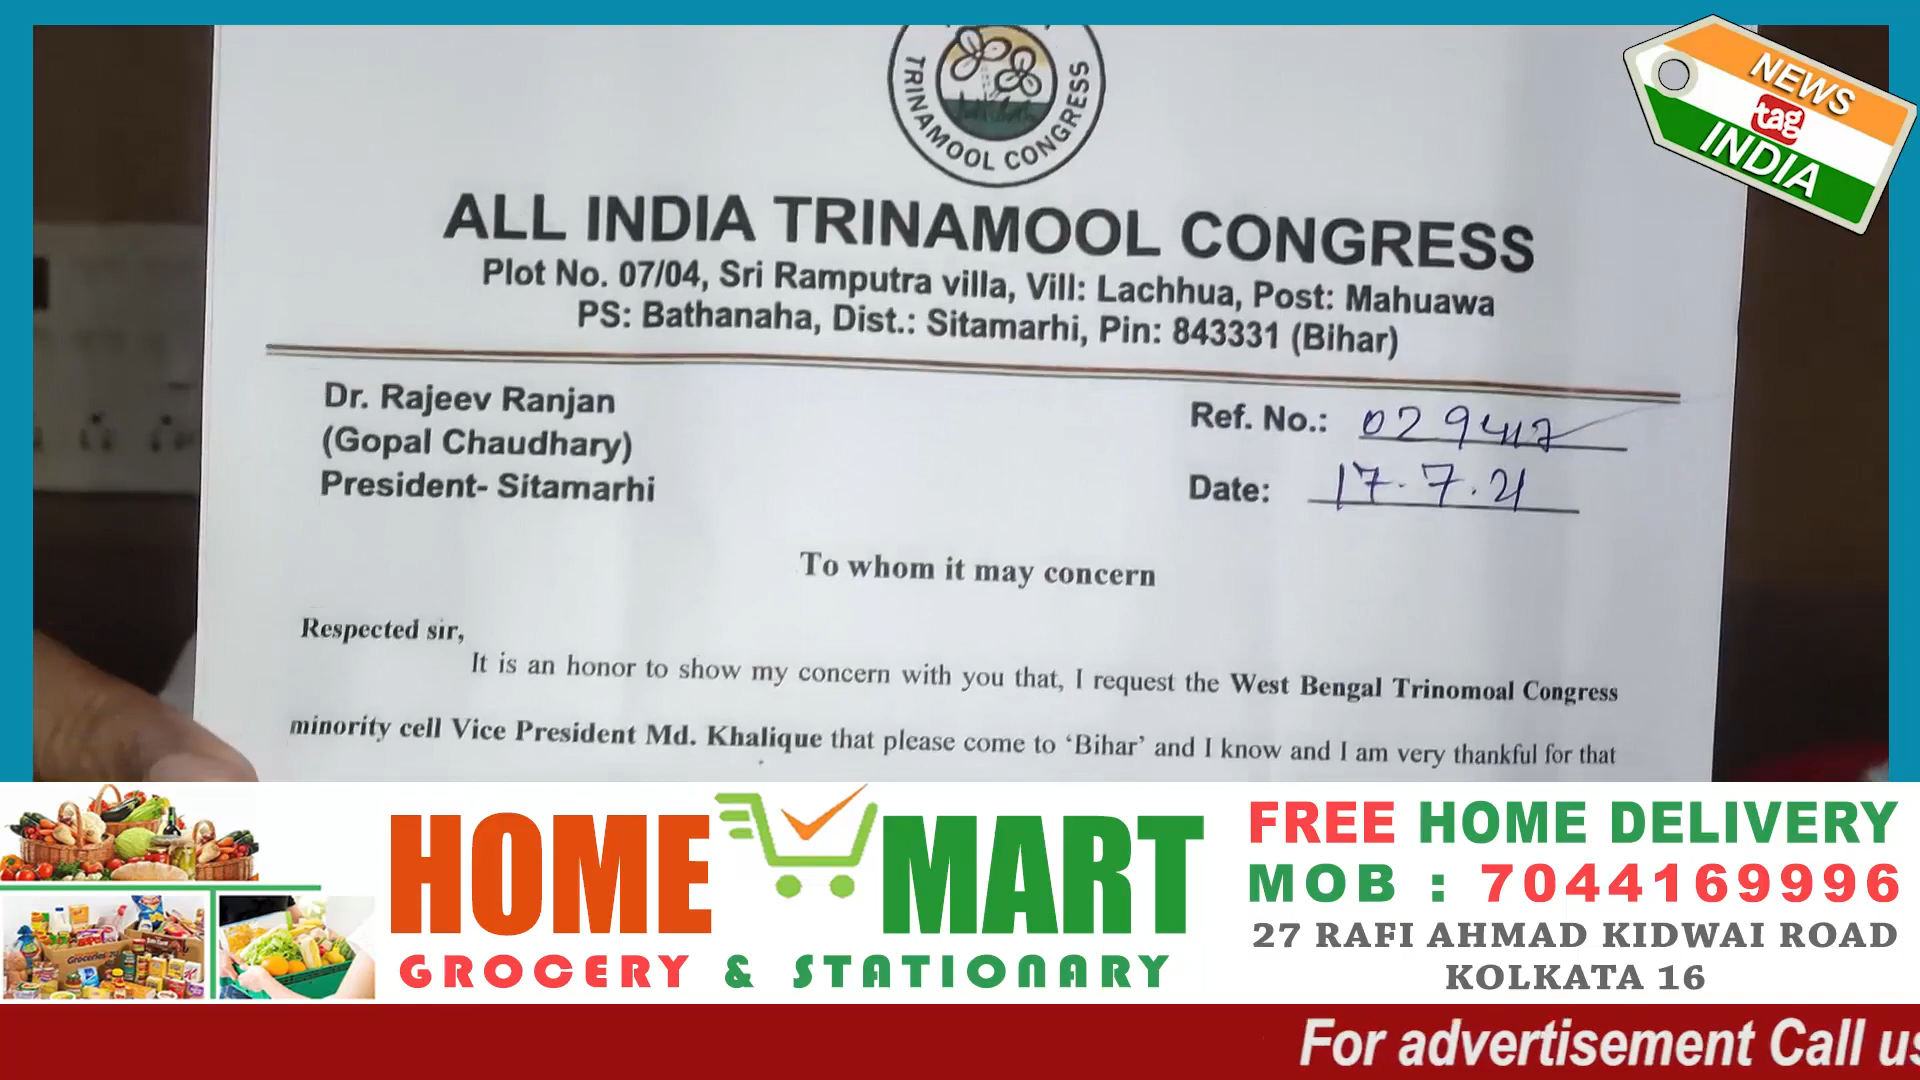 TRINAMOOL CONGRESS
NEWS
tag
INDIA
ALL INDIA TRINAMOOL CONGRESS
Plot No. 07/04, Sri Ramputra villa, Vill: Lachhua, Post: Mahuawa
PS: Bathanaha, Dist.: Sitamarhi, Pin: 843331 (Bihar)
Dr. Rajeev Ranjan
(Gopal Chaudhary)
President- Sitamarhi
Ref. No.:
Date: 17.7.21
To whom it may concern
Respected sir,
It is an honor to show my concern with you that, I request the West Bengal Trinomoal Congress
minority cell Vice President Md. Khalique that please come to ‘Bihar’ and I know and I am very thankful for that
HOME MART
GROCERY & STATIONARY
FREE HOME DELIVERY
MOB : 7044169996
27 RAFI AHMAD KIDWAI ROAD
KOLKATA 16
For advertisement Call us